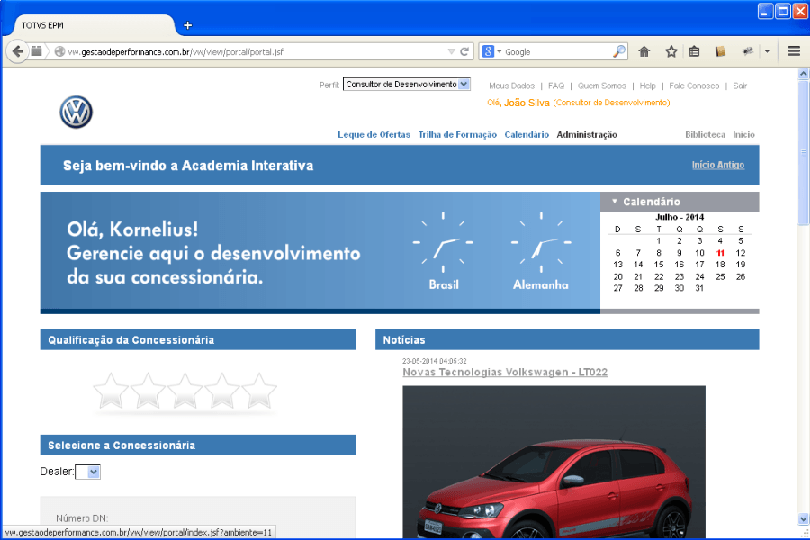 TOTVS EPM
vw.gestaodeperformance.com.br/vw/view/portal/portal.jsf
Google
Perfil: Consultor de Desenvolvimento
Meus Dados | FAQ | Quem Somos | Help | Fale Conosco | Sair
Olá, João Silva (Consultor de Desenvolvimento)
Leque de Ofertas Trilha de Formação Calendário Administração Biblioteca Início
Seja bem-vindo a Academia Interativa
Início Antigo
Olá, Kornelius!
Gerencie aqui o desenvolvimento
da sua concessionária.
Brasil Alemanha
Calendário
Julho - 2014
D S T Q Q S S
1 2 3 4 5
6 7 8 9 10 11 12
13 14 15 16 17 18 19
20 21 22 23 24 25 26
27 28 29 30 31
Qualificação da Concessionária
Notícias
23-05-2014 04:05:32
Novas Tecnologias Volkswagen - LT022
Selecione a Concessionária
Dealer:
Número DN:
vw.gestaodeperformance.com.br/vw/view/portal/index.jsf?ambiente=11